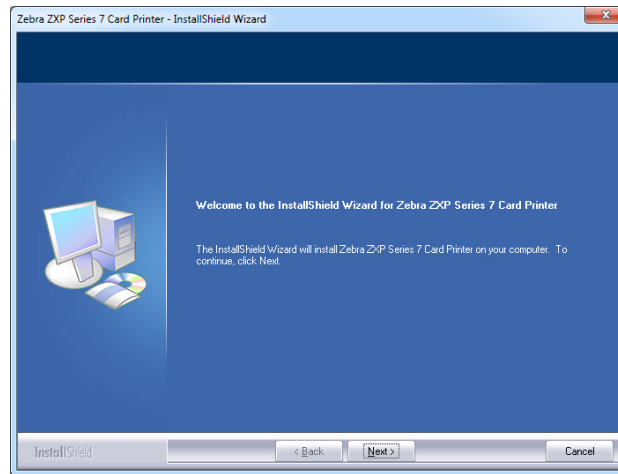 Zebra ZXP Series 7 Card Printer - InstallShield Wizard
Welcome to the InstallShield Wizard for Zebra ZXP Series 7 Card Printer
The InstallShield Wizard will install Zebra ZXP Series 7 Card Printer on your computer. To
continue, click Next.
InstallShield
< Back
Next >
Cancel